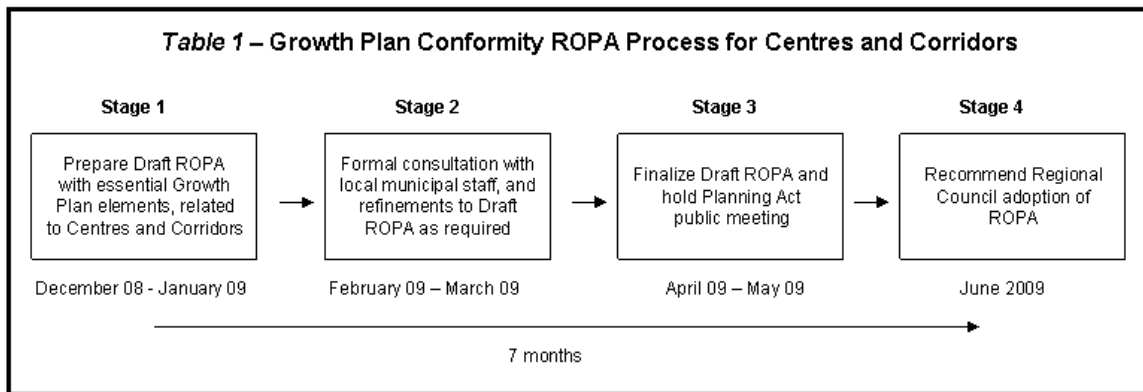 Table 1 – Growth Plan Conformity ROPA Process for Centres and Corridors
Stage 1
Prepare Draft ROPA
with essential Growth
Plan elements, related
to Centres and Corridors
December 08 - January 09
Stage 2
Formal consultation with
local municipal staff, and
refinements to Draft
ROPA as required
February 09 – March 09
Stage 3
Finalize Draft ROPA and
hold Planning Act
public meeting
April 09 – May 09
Stage 4
Recommend Regional
Council adoption of
ROPA
June 2009
7 months